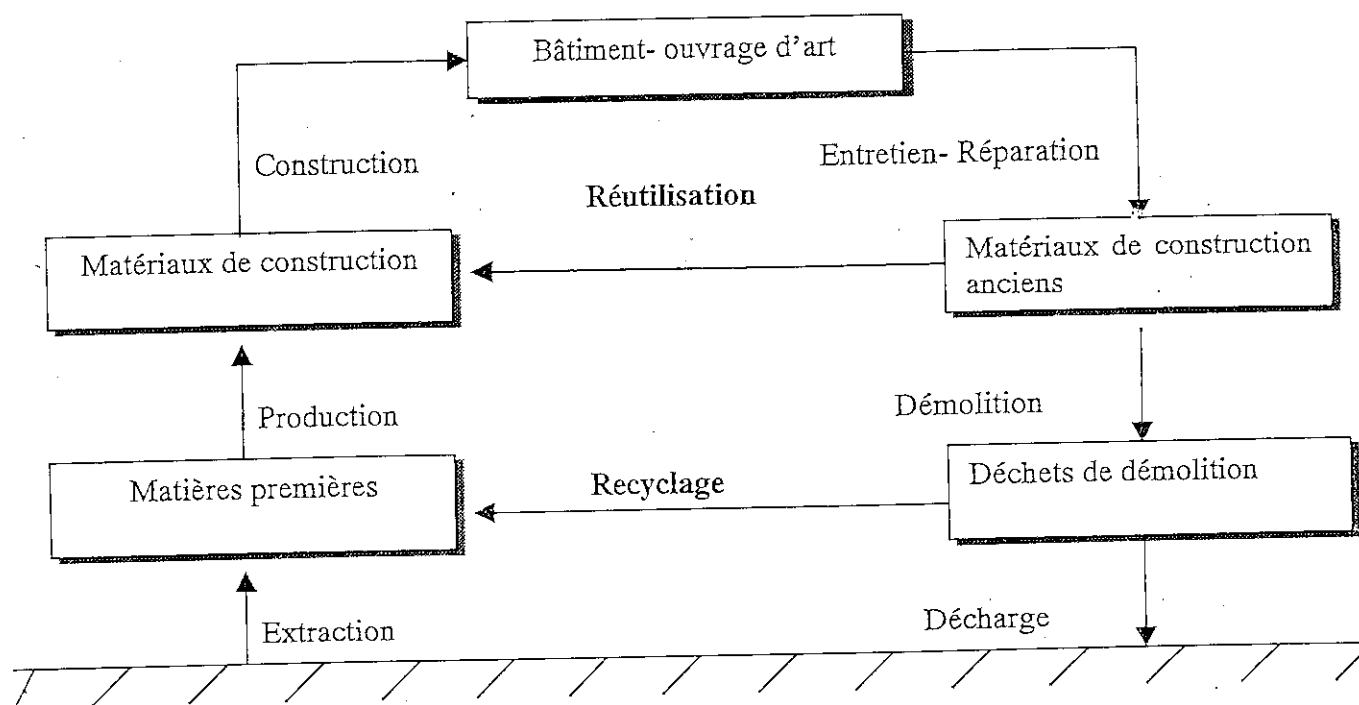 Bâtiment- ouvrage d'art
Construction
Entretien- Réparation
Réutilisation
Matériaux de construction
Matériaux de construction
anciens
Production
Démolition
Matières premières
Recyclage
Déchets de démolition
Extraction
Décharge